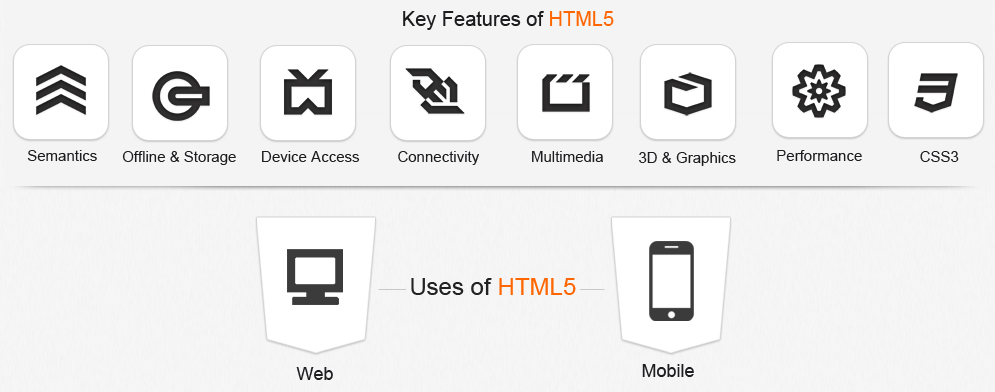 Key Features of HTML5
Semantics
Offline & Storage
Device Access
Connectivity
Multimedia
3D & Graphics
Performance
CSS3
Uses of HTML5
Web
Mobile